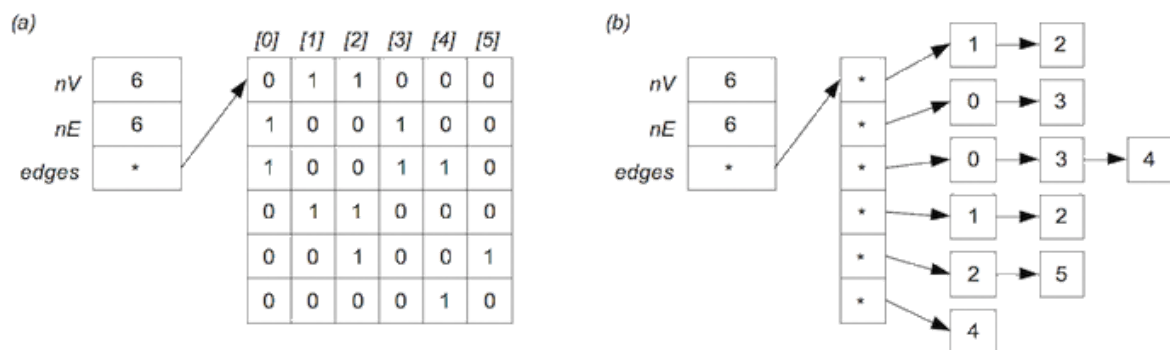 (a)
[0] [1] [2] [3] [4] [5]
nV 6 0 1 1 0 0 0
nE 6 1 0 0 1 0 0
edges * 1 0 0 1 1 0
0 1 1 0 0 0
0 0 1 0 0 1
0 0 0 0 1 0
(b)
1 2
nV 6 *
0 3
nE 6 *
edges * * 0 3 4
* 1 2
* 2 5
* 4